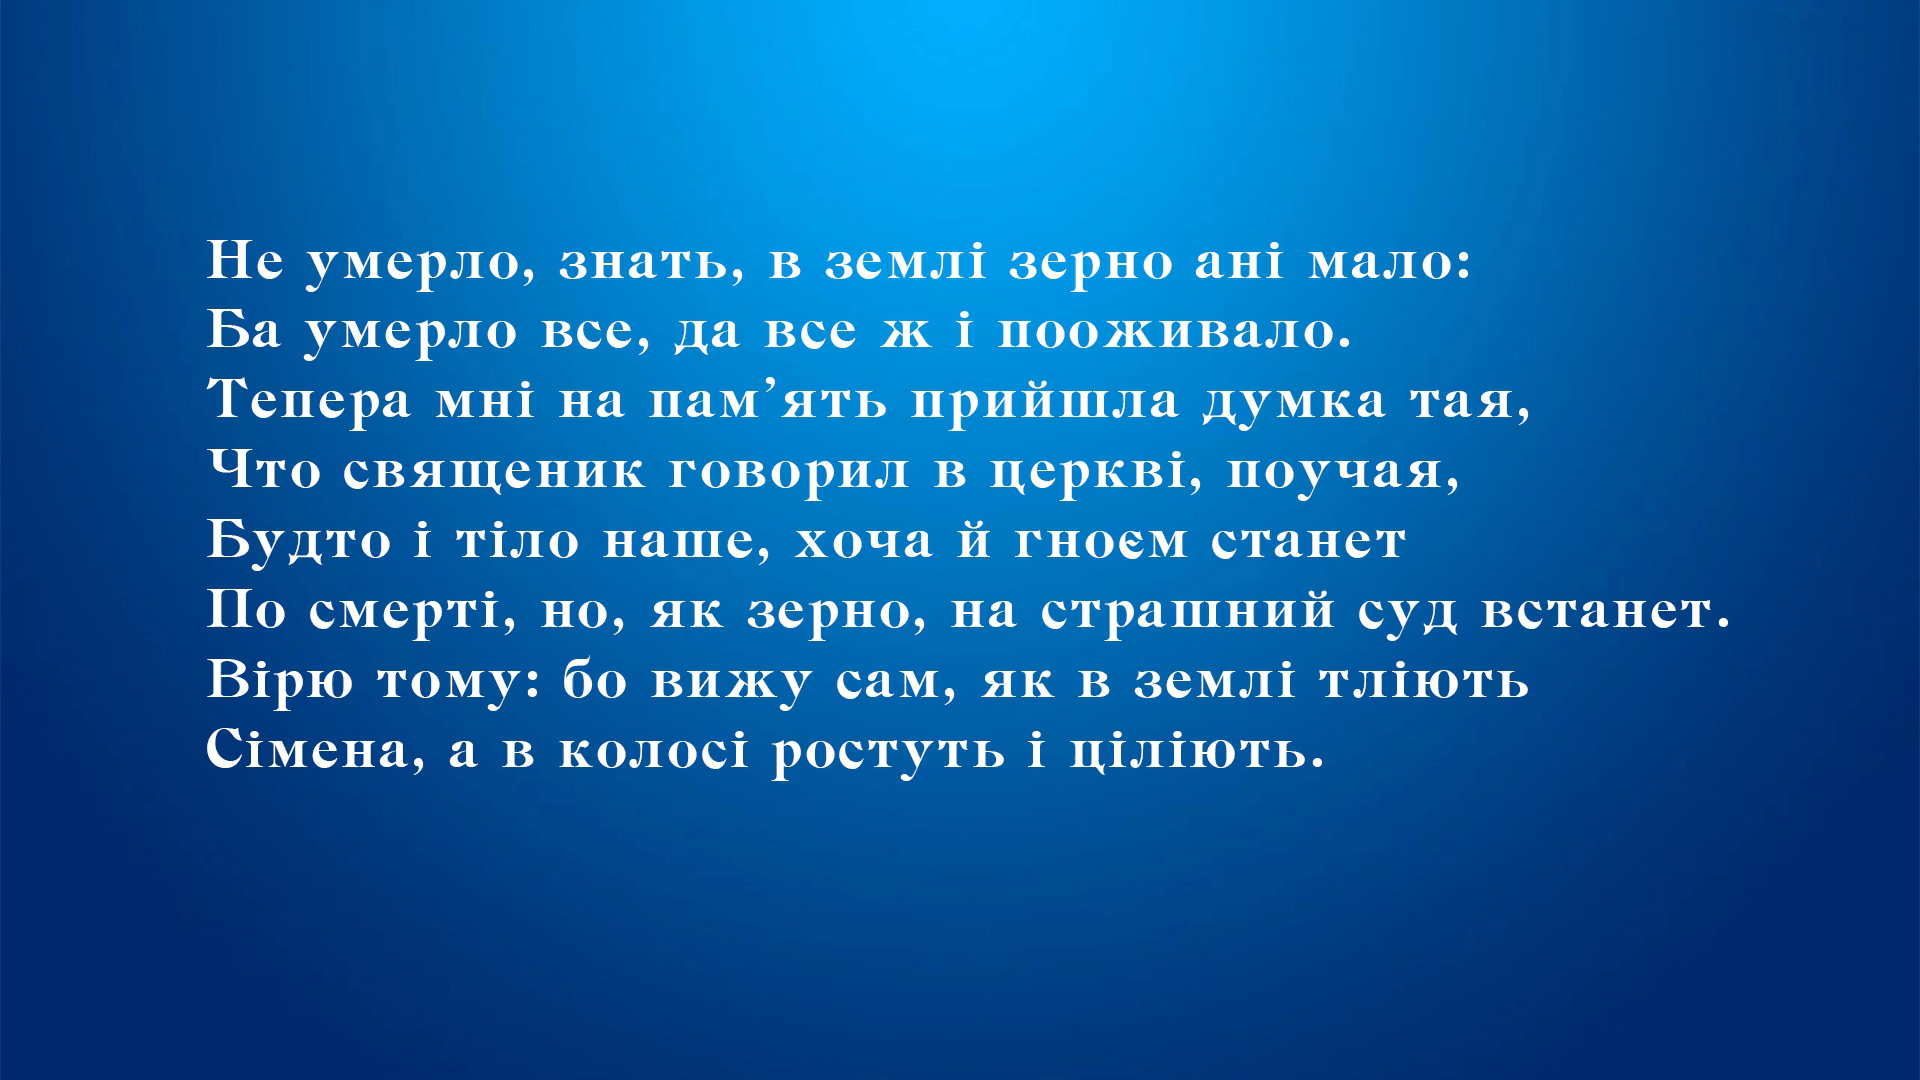 Не умерло, знать, в землі зерно ані мало:
Ба умерло все, да все ж і пооживало.
Тепера мні на пам’ять прийшла думка тая,
Что священик говорил в церкві, поучая,
Будто і тіло наше, хоча й гноєм станет
По смерті, но, як зерно, на страшний суд встанет.
Вірю тому: бо вижу сам, як в землі тліють
Сімена, а в колосі ростуть і ціліють.